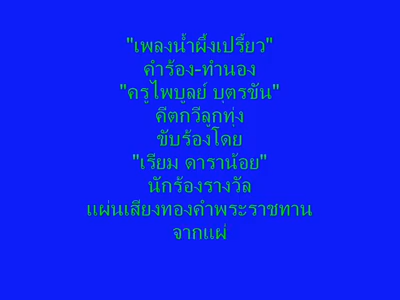 "เพลงน้ำผึ้งเปรี้ยว"
คำร้อง-ทำนอง
"ครูไพบูลย์ บุตรขัน"
คีตกวีลูกทุ่ง
ขับร้องโดย
"เรียม ดาราน้อย"
นักร้องรางวัล
แผ่นเสียงทองคำพระราชทาน
จากแผ่